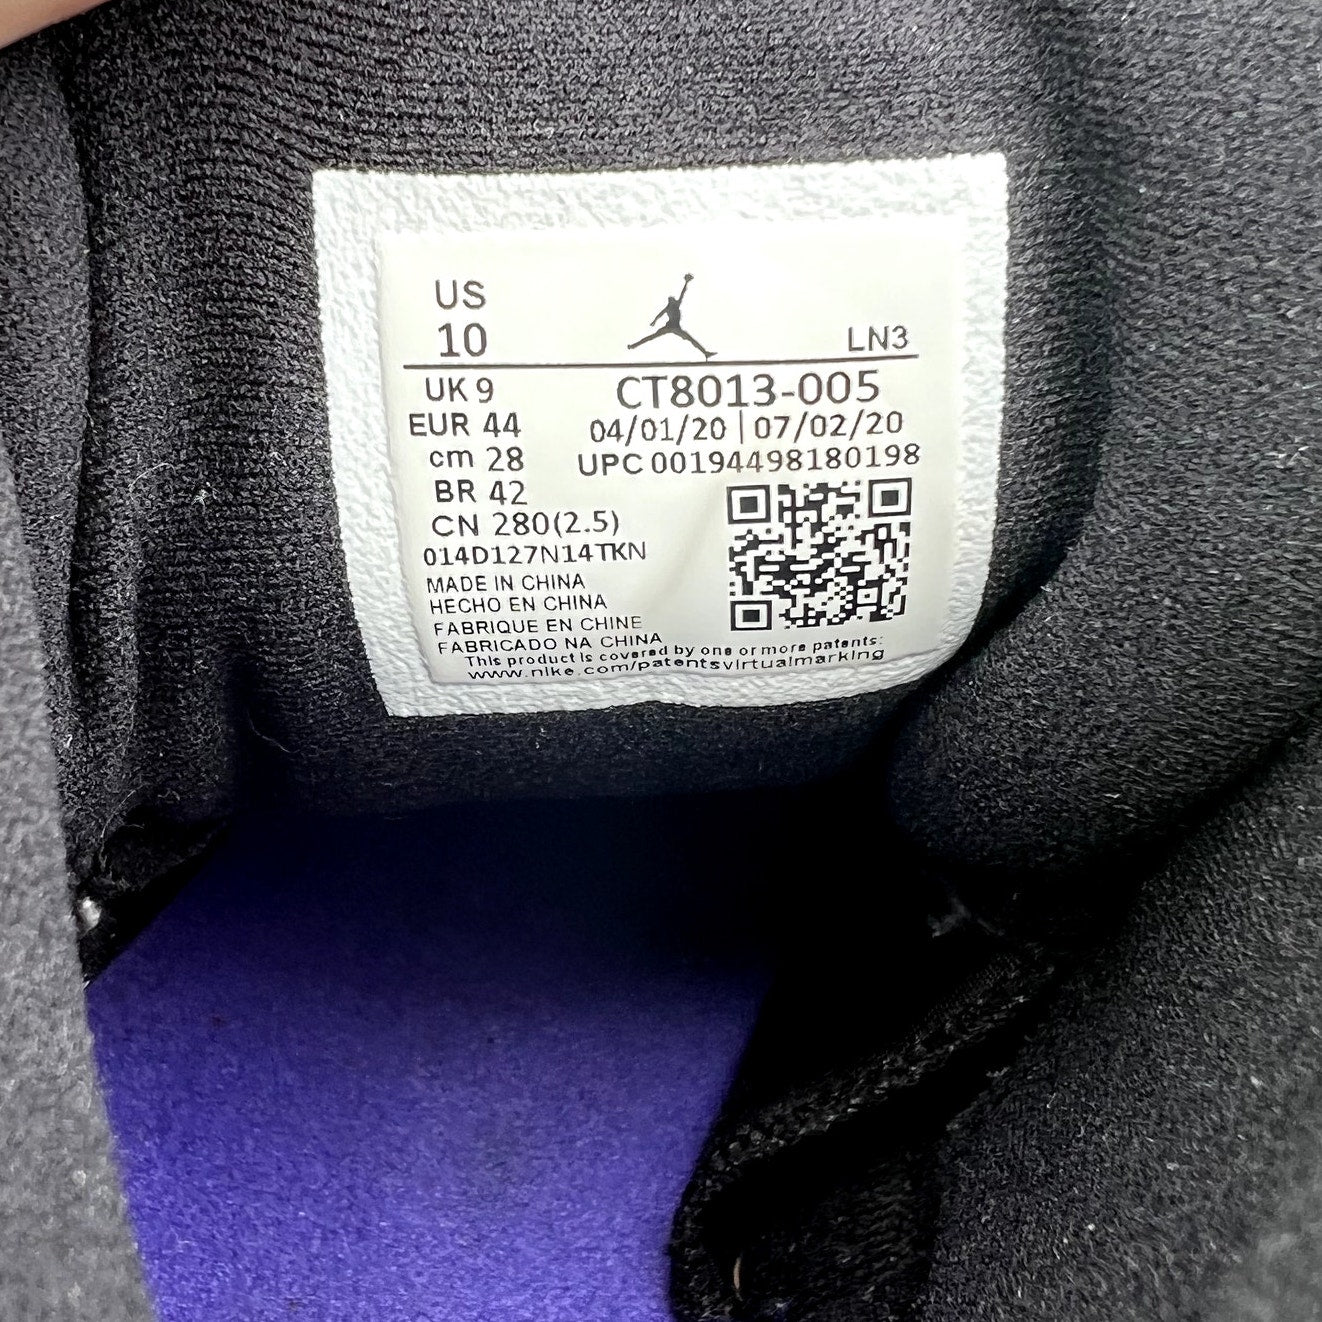 US
10
LN3
UK 9
CT8013-005
EUR 44
04/01/20 | 07/02/20
cm 28
UPC 00194498180198
BR 42
CN 280(2.5)
014D127N14TKN
MADE IN CHINA
HECHO EN CHINA
FABRIQUE EN CHINE
FABRICADO NA CHINA
This product is covered by one or more patents:
www.nike.com/patentsvirtualmarking